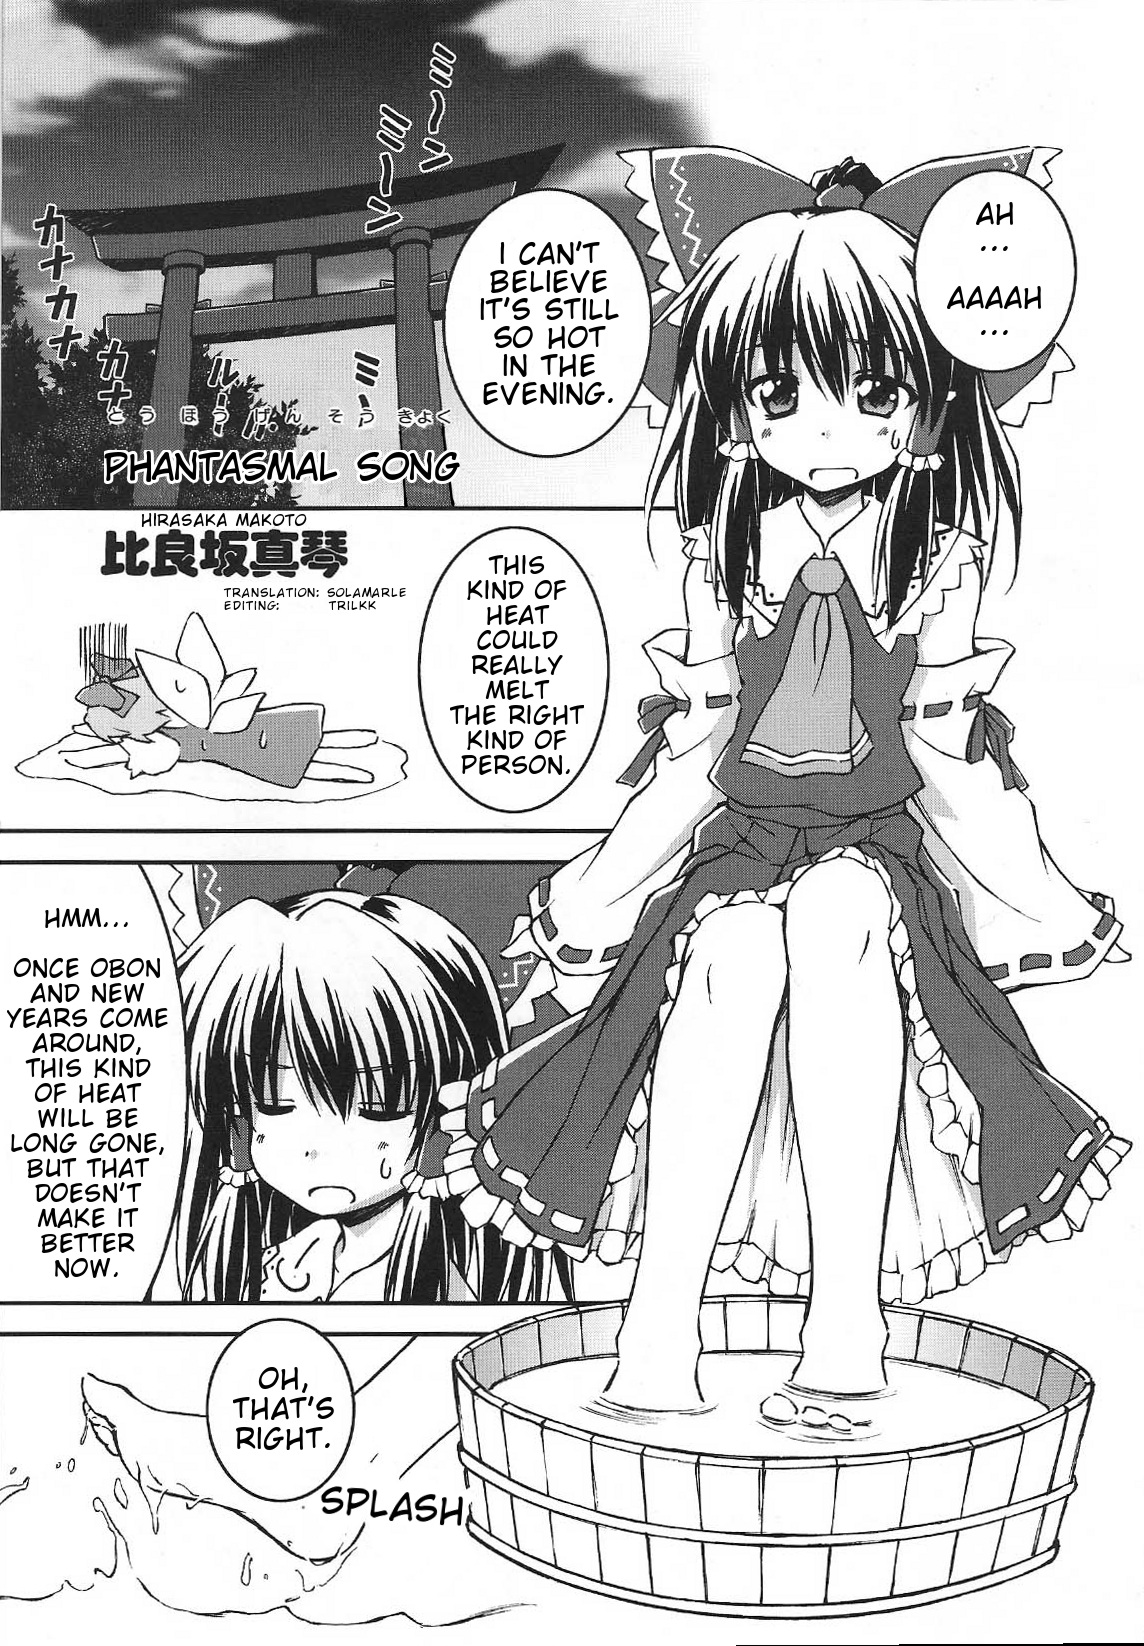 AH
...
AAAAH
...
I CAN'T
BELIEVE
IT'S STILL
SO HOT
IN THE
EVENING.
ミーンミーン
カナカナ
カナ
ミー
とうほうげんそうきょく
PHANTASMAL SONG
HIRASAKA MAKOTO
比良坂真琴
TRANSLATION: SOLAMARLE
EDITING: TRILKK
THIS
KIND OF
HEAT
COULD
REALLY
MELT
THE RIGHT
KIND OF
PERSON.
HMM...
ONCE OBON
AND NEW
YEARS COME
AROUND,
THIS KIND
OF HEAT
WILL BE
LONG GONE,
BUT THAT
DOESN'T
MAKE IT
BETTER
NOW.
OH,
THAT'S
RIGHT.
SPLASH